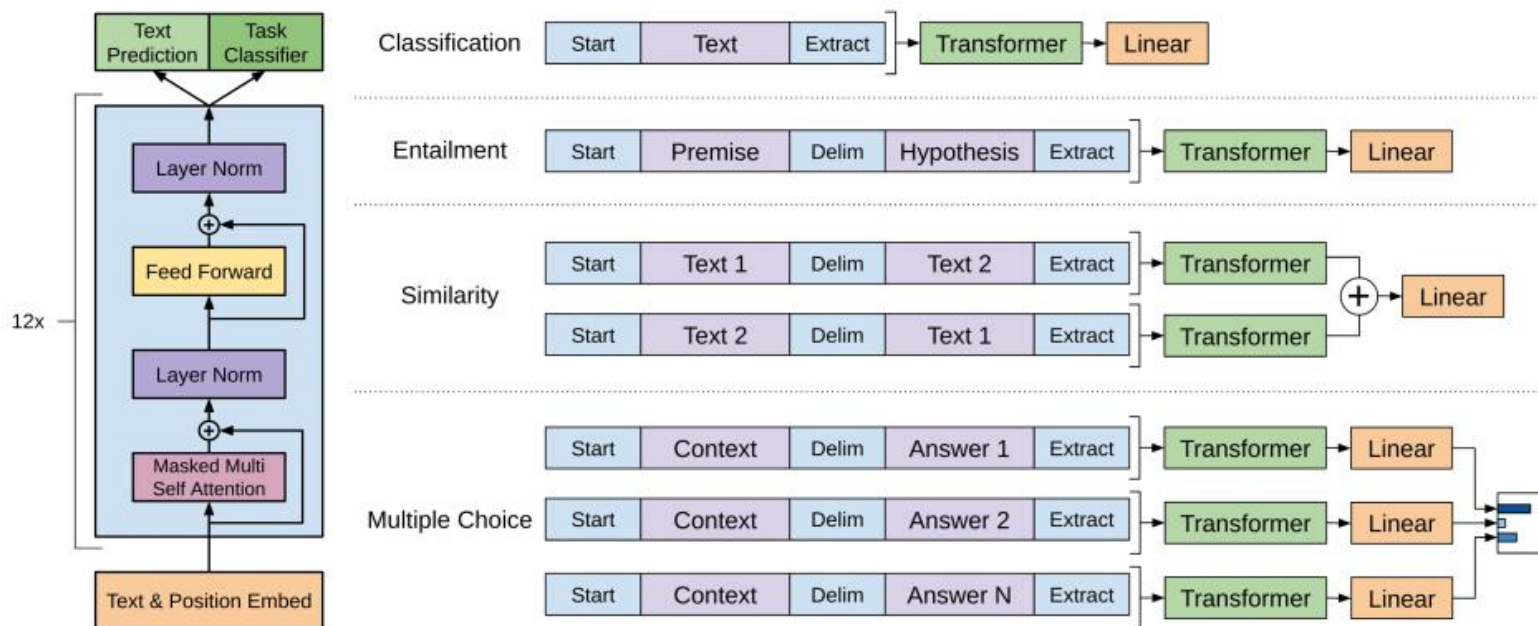 Text Prediction
Task Classifier
12x
Layer Norm
+
Feed Forward
Layer Norm
+
Masked Multi
Self Attention
Text & Position Embed
Classification
Start Text Extract Transformer Linear
Entailment
Start Premise Delim Hypothesis Extract Transformer Linear
Similarity
Start Text 1 Delim Text 2 Extract Transformer
+ Linear
Start Text 2 Delim Text 1 Extract Transformer
Multiple Choice
Start Context Delim Answer 1 Extract Transformer Linear
Start Context Delim Answer 2 Extract Transformer Linear
Start Context Delim Answer N Extract Transformer Linear